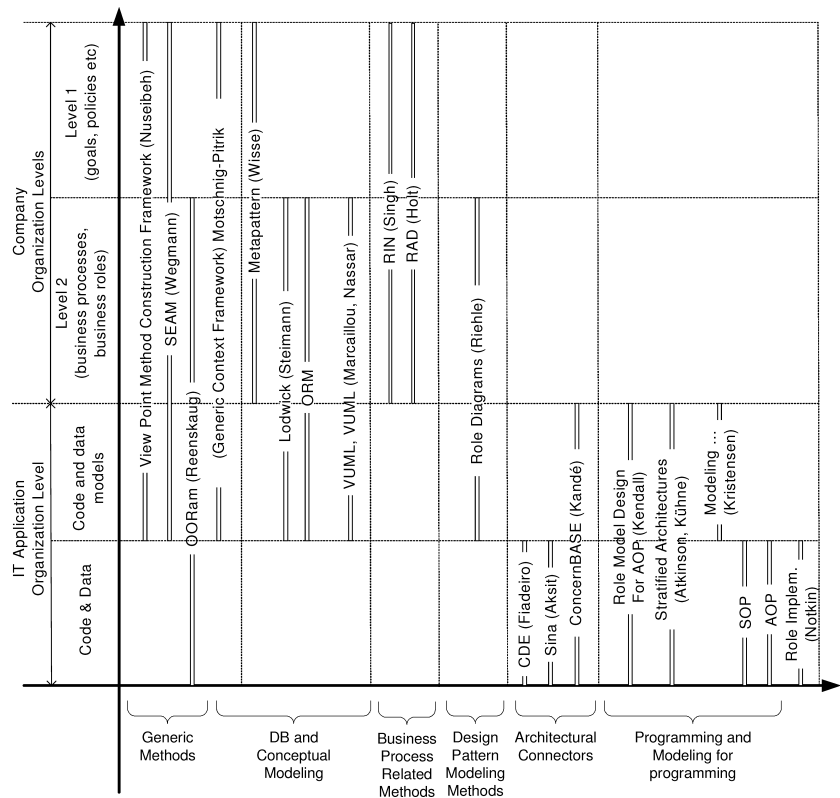 Company
Organization Levels
Level 1
(goals, policies etc)
Level 2
(business processes,
business roles)
IT Application
Organization Level
Code and data
models
Code & Data
View Point Method Construction Framework (Nuseibeh)
SEAM (Wegmann)
OORam (Reenskaug)
(Generic Context Framework) Motschnig-Pitrik
Metapattern (Wisse)
Lodwick (Steimann)
ORM
VUML, VUML (Marcaillou, Nassar)
RIN (Singh)
RAD (Holt)
Role Diagrams (Riehle)
CDE (Fiadeiro)
Sina (Aksit)
ConcernBASE (Kandé)
Role Model Design
For AOP (Kendall)
Stratified Architectures
(Atkinson, Kühne)
Modeling ...
(Kristensen)
SOP
AOP
Role Implem.
(Notkin)
Generic
Methods
DB and
Conceptual
Modeling
Business
Process
Related
Methods
Design
Pattern
Modeling
Methods
Architectural
Connectors
Programming and
Modeling for
programming